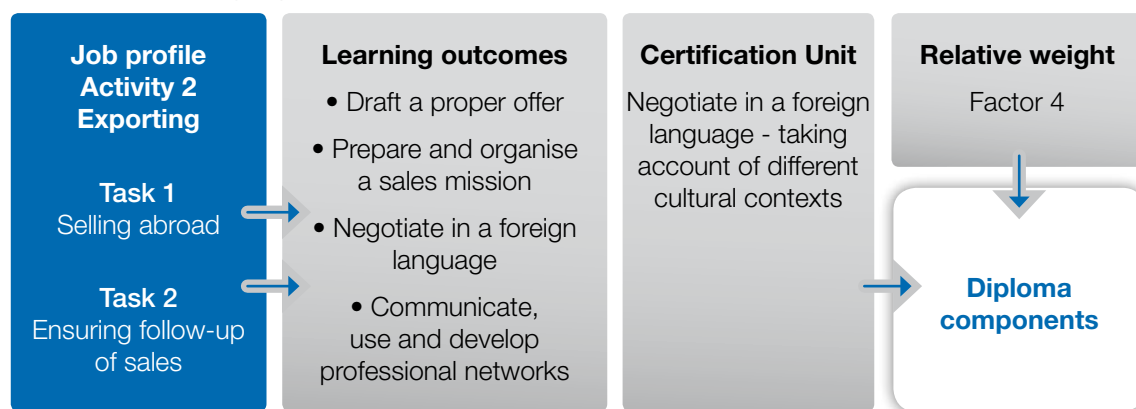 Job profile
Activity 2
Exporting
Task 1
Selling abroad
Task 2
Ensuring follow-up
of sales
Learning outcomes
• Draft a proper offer
• Prepare and organise
a sales mission
• Negotiate in a foreign
language
• Communicate,
use and develop
professional networks
Certification Unit
Negotiate in a foreign
language - taking
account of different
cultural contexts
Relative weight
Factor 4
Diploma
components